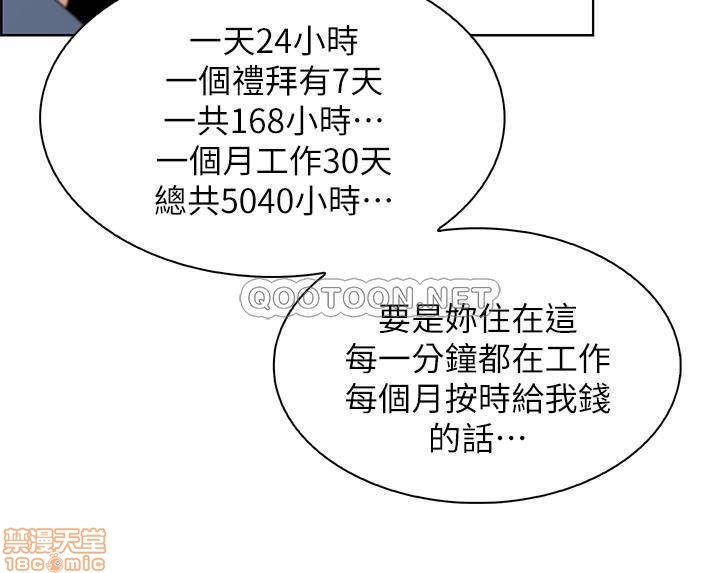 一天24小時
一個禮拜有7天
一共168小時…
一個月工作30天
總共5040小時…
QOOTOON.NET
要是妳住在這
每一分鐘都在工作
每個月按時給我錢
的話…
禁漫天堂
18comic